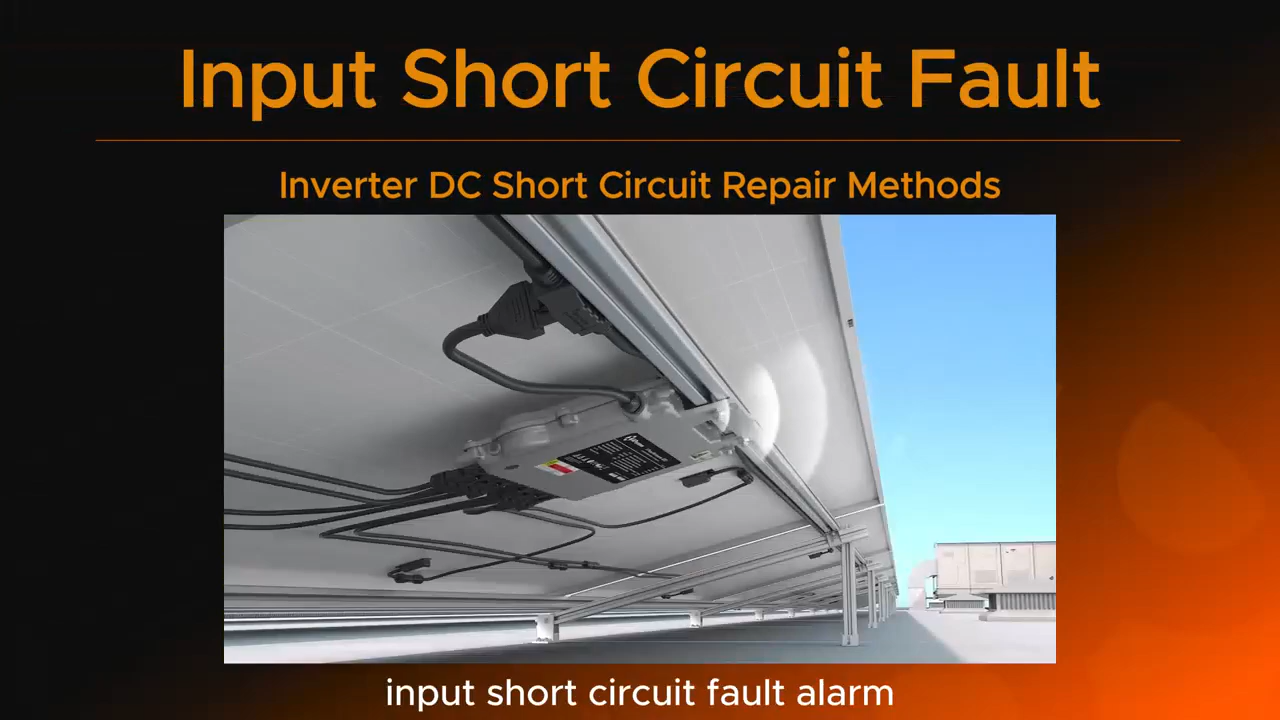 Input Short Circuit Fault
Inverter DC Short Circuit Repair Methods
input short circuit fault alarm